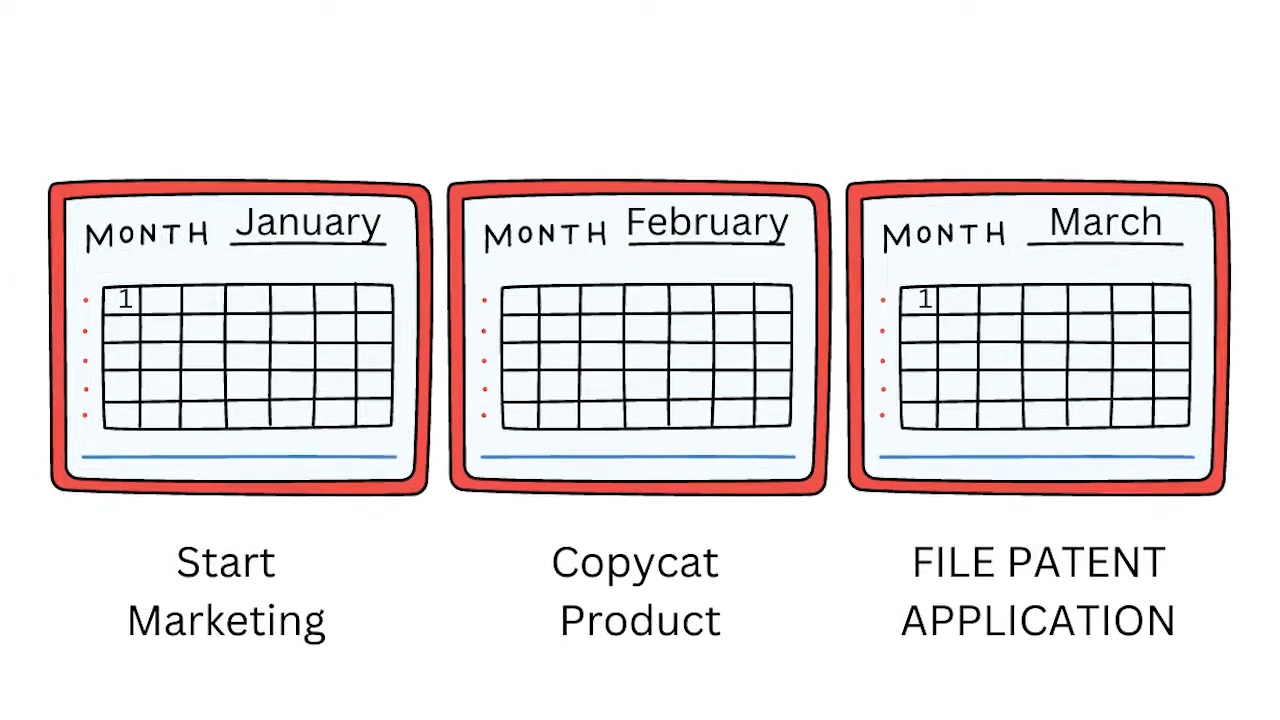 MONTH January
1
Start
Marketing
MONTH February
Copycat
Product
MONTH March
1
FILE PATENT
APPLICATION